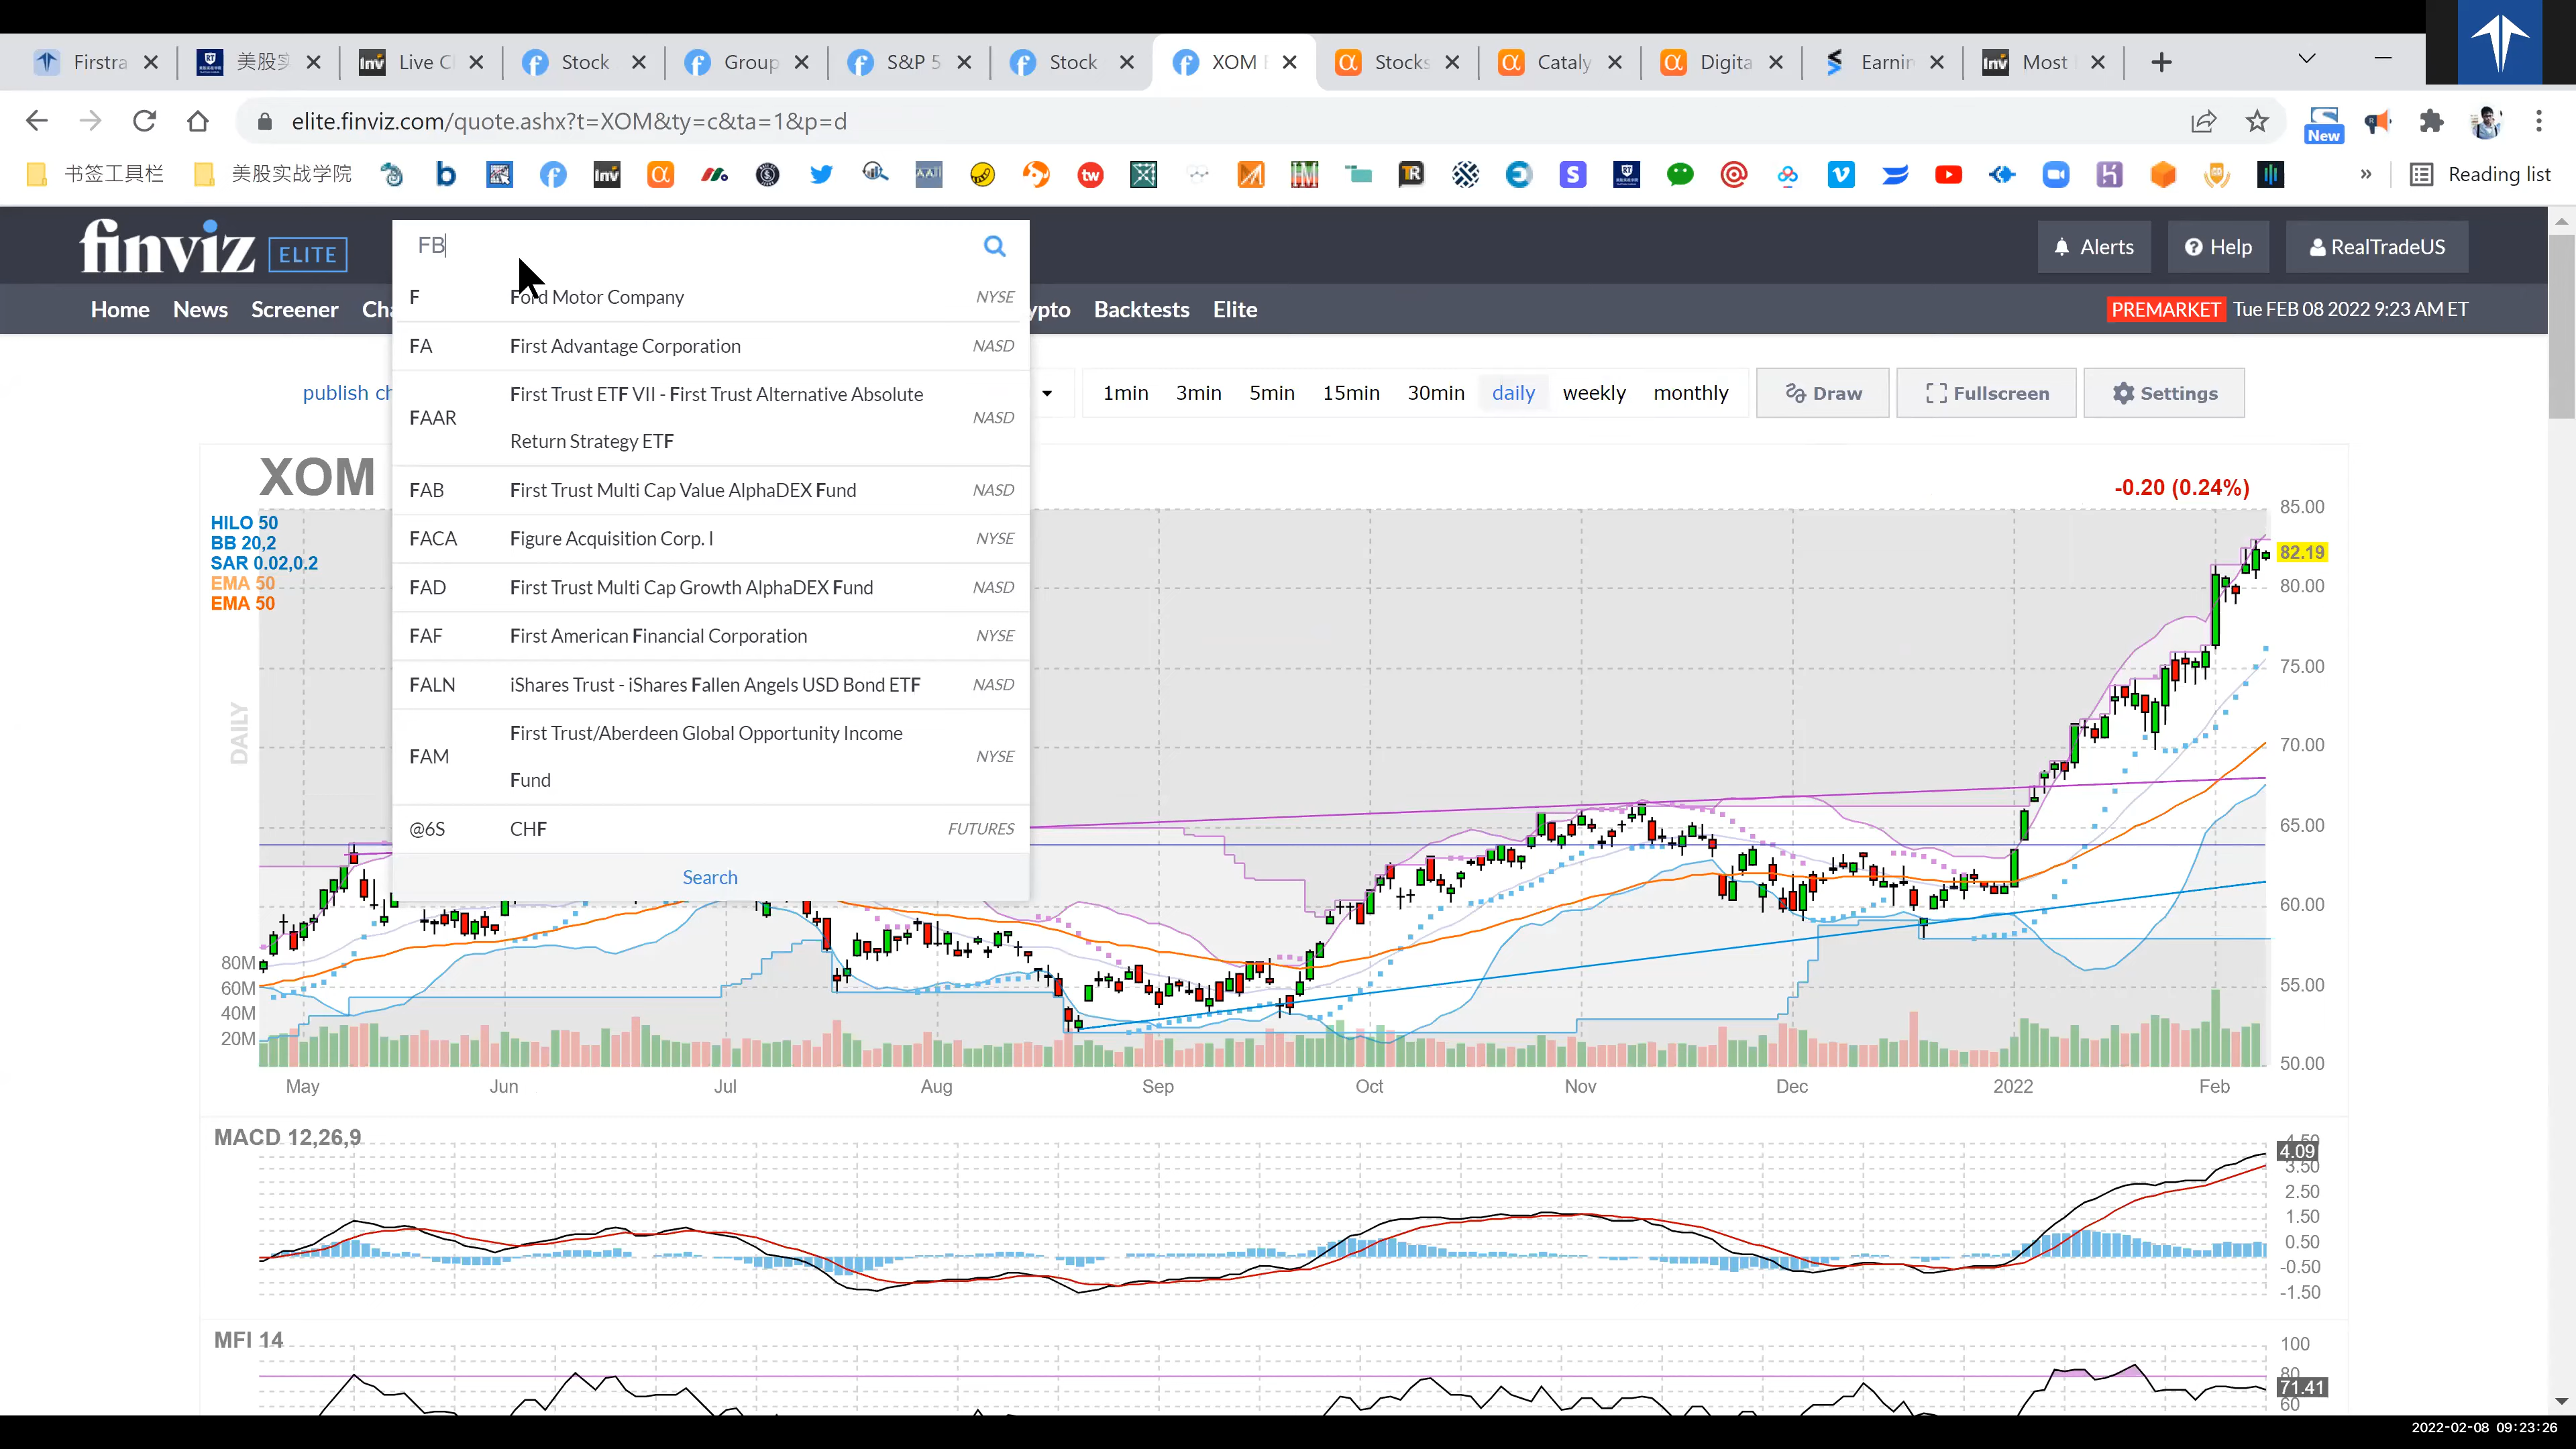 Firstra
美股实
Live C
Stock
Group
S&P 5
Stock
XOM
Stocks
Cataly
Digita
Earnin
Most
elite.finviz.com/quote.ashx?t=XOM&ty=c&ta=1&p=d
New
书签工具栏
美股实战学院
Reading list
finviz ELITE
FB
Alerts
Help
RealTradeUS
Home News Screener Cha
ypto Backtests Elite
PREMARKET Tue FEB 08 2022 9:23 AM ET
F Ford Motor Company NYSE
FA First Advantage Corporation NASD
FAAR First Trust ETF VII - First Trust Alternative Absolute
Return Strategy ETF NASD
FAB First Trust Multi Cap Value AlphaDEX Fund NASD
FACA Figure Acquisition Corp. I NYSE
FAD First Trust Multi Cap Growth AlphaDEX Fund NASD
FAF First American Financial Corporation NYSE
FALN iShares Trust - iShares Fallen Angels USD Bond ETF NASD
FAM First Trust/Aberdeen Global Opportunity Income
Fund NYSE
@6S CHF FUTURES
Search
publish ch
1min 3min 5min 15min 30min daily weekly monthly
Draw
Fullscreen
Settings
XOM
-0.20 (0.24%)
HILO 50
BB 20,2
SAR 0.02,0.2
EMA 50
EMA 50
DAILY
85.00
82.19
80.00
75.00
70.00
65.00
60.00
55.00
50.00
80M
60M
40M
20M
May Jun Jul Aug Sep Oct Nov Dec 2022 Feb
MACD 12,26,9
4.50
4.09
3.50
2.50
1.50
0.50
-0.50
-1.50
MFI 14
100
80
71.41
60
2022-02-08 09:23:26